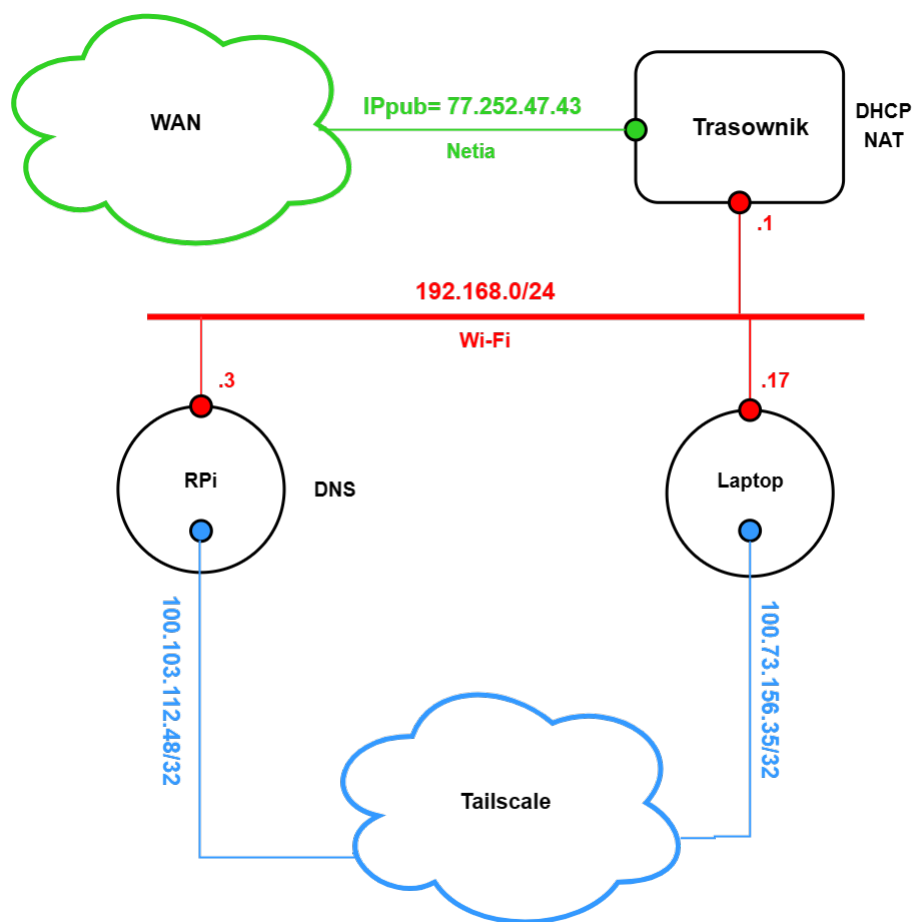 WAN
IPpub= 77.252.47.43
Netia
Trasownik
DHCP
NAT
.1
192.168.0/24
Wi-Fi
.3
.17
RPi
DNS
Laptop
100.103.112.48/32
100.73.156.35/32
Tailscale